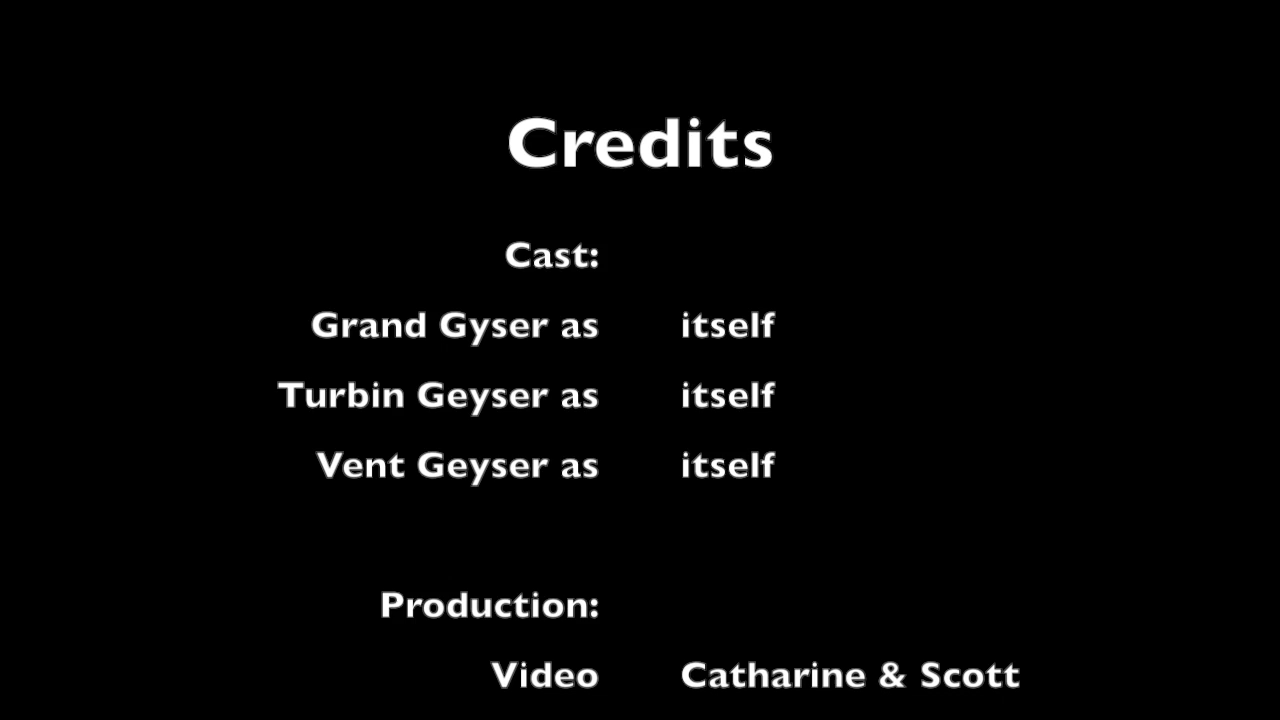 Credits
Cast:
Grand Gyser as itself
Turbin Geyser as itself
Vent Geyser as itself
Production:
Video Catharine & Scott